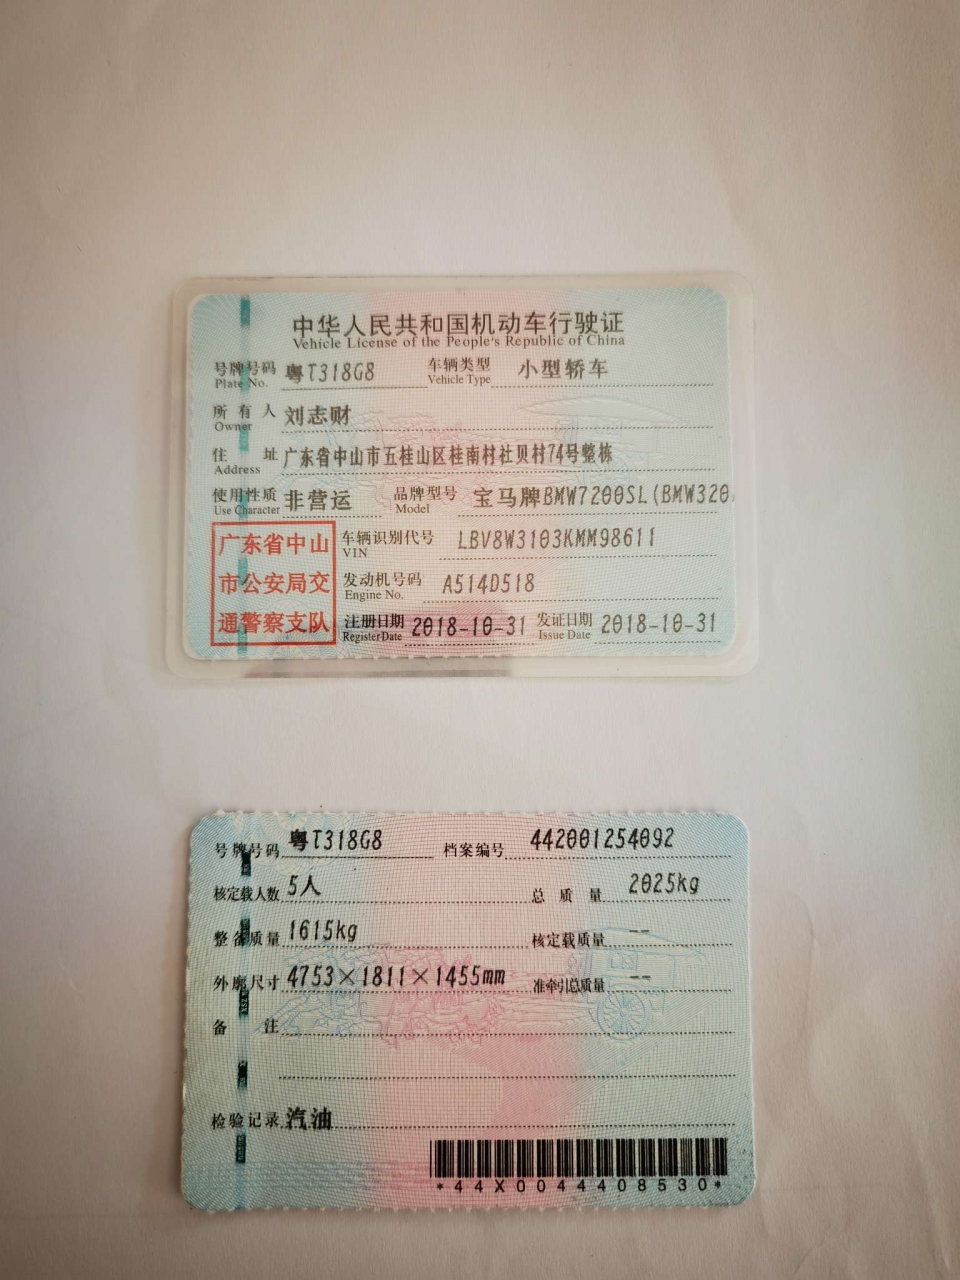 中华人民共和国机动车行驶证
Vehicle License of the People's Republic of China
号牌号码 粤T318G8 车辆类型 小型轿车
Plate No. Vehicle Type
所有人 刘志财
Owner
住址 广东省中山市五桂山区桂南村社贝村74号整栋
Address
使用性质 非营运 品牌型号 宝马牌BMW7200SL(BMW320
Use Character Model
广东省中山
市公安局交
通警察支队
车辆识别代号 LBV8W3103KMM98611
VIN
发动机号码 A514D518
Engine No.
注册日期 2018-10-31 发证日期 2018-10-31
Register Date Issue Date
号牌号码 粤T318G8 档案编号 442001254092
核定载人数 5人 总质量 2025kg
整备质量 1615kg 核定载质量 --
外廓尺寸 4753×1811×1455mm 准牵引总质量 --
备注
检验记录 汽油
*44X0044408530*